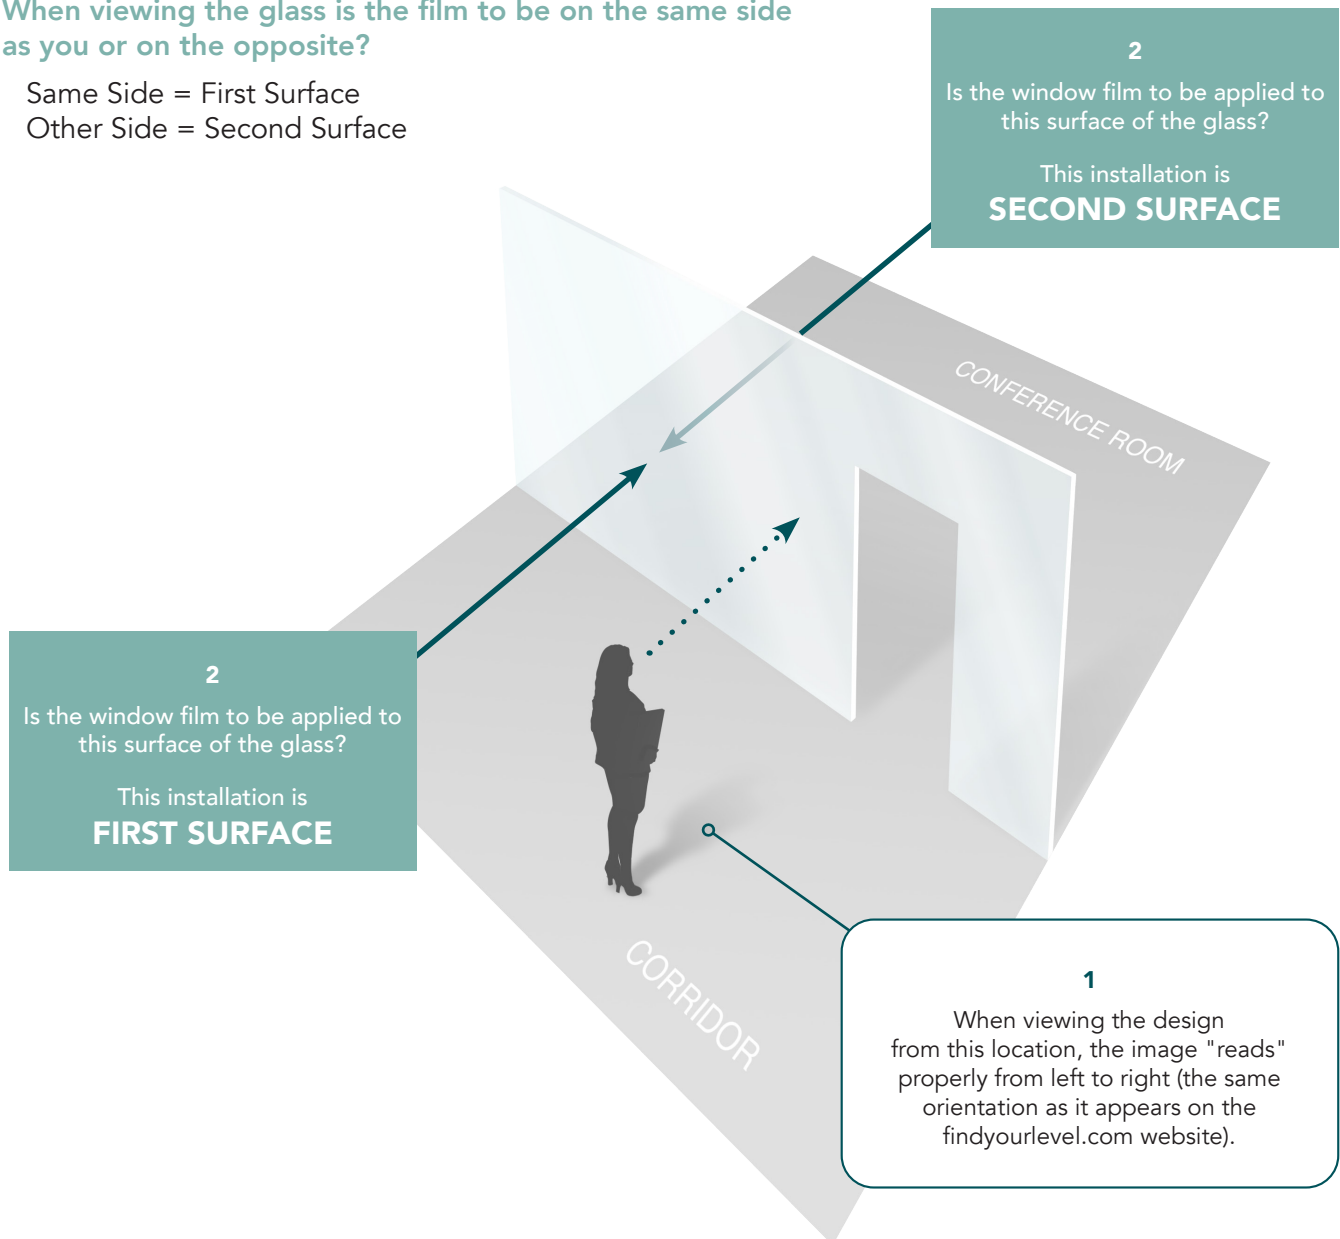 When viewing the glass is the film to be on the same side
as you or on the opposite?
Same Side = First Surface
Other Side = Second Surface
2
Is the window film to be applied to
this surface of the glass?
This installation is
SECOND SURFACE
CONFERENCE ROOM
2
Is the window film to be applied to
this surface of the glass?
This installation is
FIRST SURFACE
CORRIDOR
1
When viewing the design
from this location, the image "reads"
properly from left to right (the same
orientation as it appears on the
findyourlevel.com website).